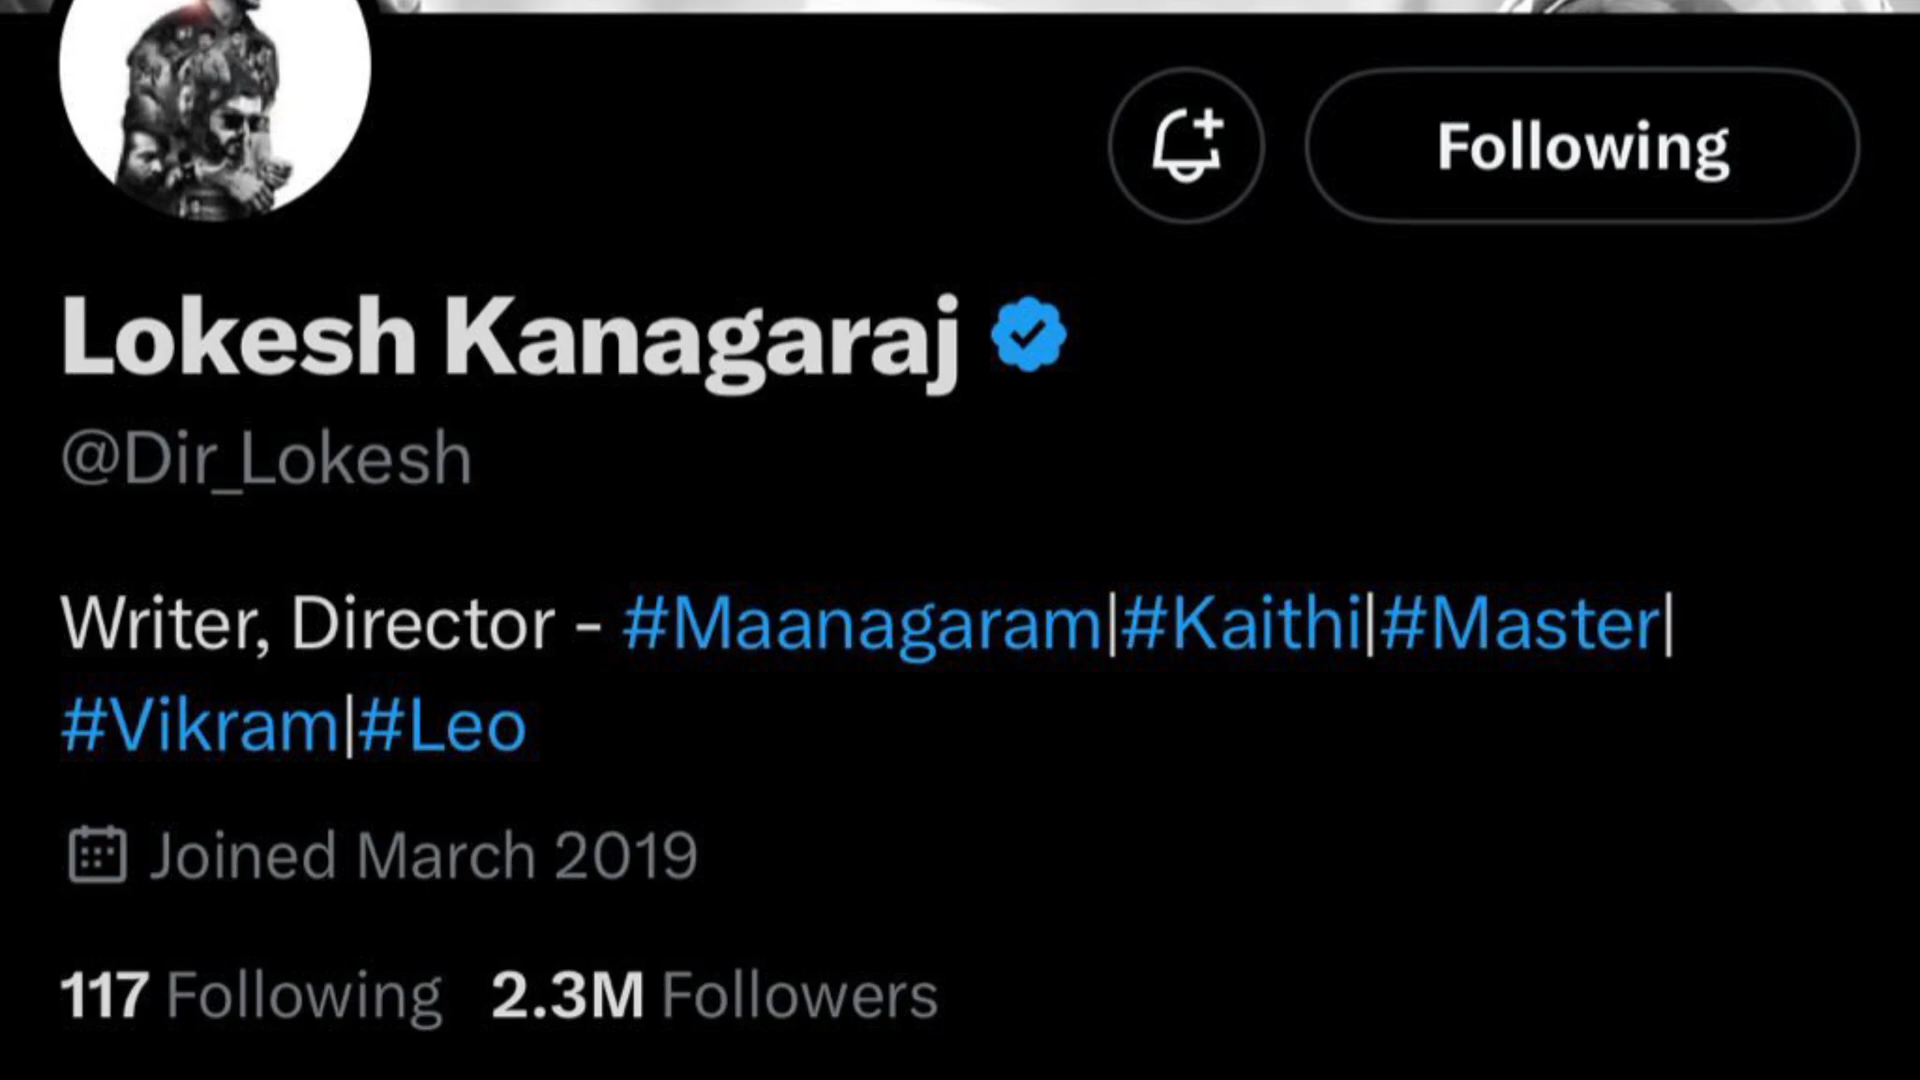 Following
Lokesh Kanagaraj
@Dir_Lokesh
Writer, Director - #Maanagaram|#Kaithi|#Master|
#Vikram|#Leo
Joined March 2019
117 Following 2.3M Followers